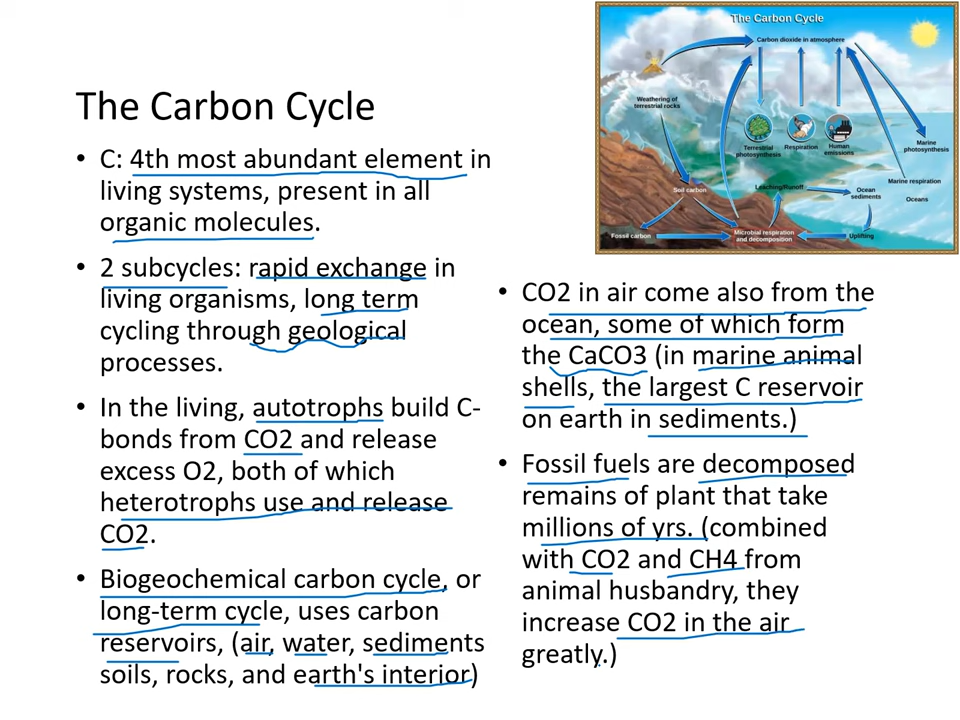 The Carbon Cycle
• C: 4th most abundant element in
living systems, present in all
organic molecules.
• 2 subcycles: rapid exchange in
living organisms, long term
cycling through geological
processes.
• In the living, autotrophs build C-
bonds from CO2 and release
excess O2, both of which
heterotrophs use and release
CO2.
• Biogeochemical carbon cycle, or
long-term cycle, uses carbon
reservoirs, (air, water, sediments
soils, rocks, and earth's interior)
The Carbon Cycle
Carbon dioxide in atmosphere
Weathering of
terrestrial rocks
Terrestrial
photosynthesis
Respiration
Human
emissions
Marine
photosynthesis
Soil carbon
Leaching/Runoff
Ocean
sediments
Marine respiration
Oceans
Fossil carbon
Microbial respiration
and decomposition
Uplifting
• CO2 in air come also from the
ocean, some of which form
the CaCO3 (in marine animal
shells, the largest C reservoir
on earth in sediments.)
• Fossil fuels are decomposed
remains of plant that take
millions of yrs. (combined
with CO2 and CH4 from
animal husbandry, they
increase CO2 in the air
greatly.)